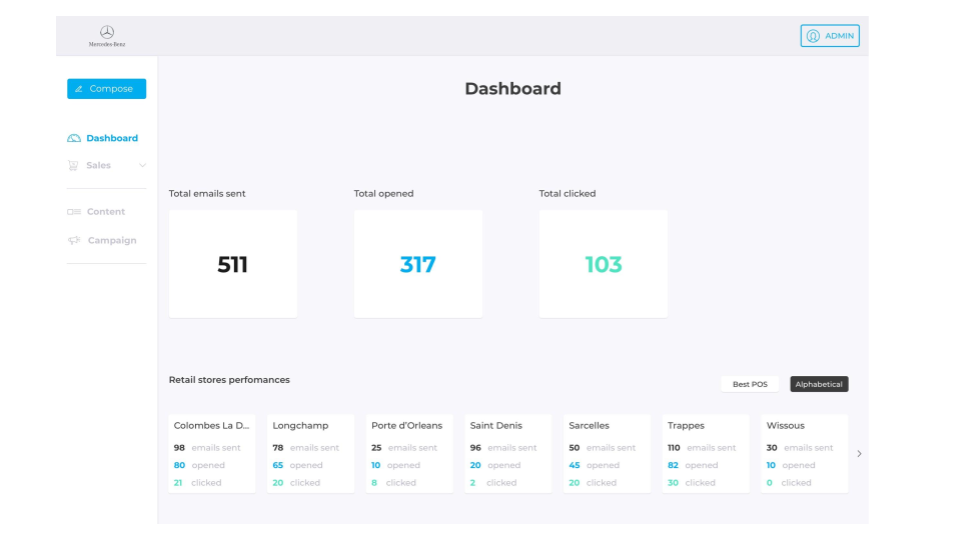 Mercedes-Benz
ADMIN
Compose
Dashboard
Dashboard
Sales
Content
Campaign
Total emails sent
Total opened
Total clicked
511
317
103
Retail stores perfomances
Best POS
Alphabetical
Colombes La D...
98 emails sent
80 opened
21 clicked
Longchamp
78 emails sent
65 opened
20 clicked
Porte d'Orleans
25 emails sent
10 opened
8 clicked
Saint Denis
96 emails sent
20 opened
2 clicked
Sarcelles
50 emails sent
45 opened
20 clicked
Trappes
110 emails sent
82 opened
30 clicked
Wissous
30 emails sent
10 opened
0 clicked